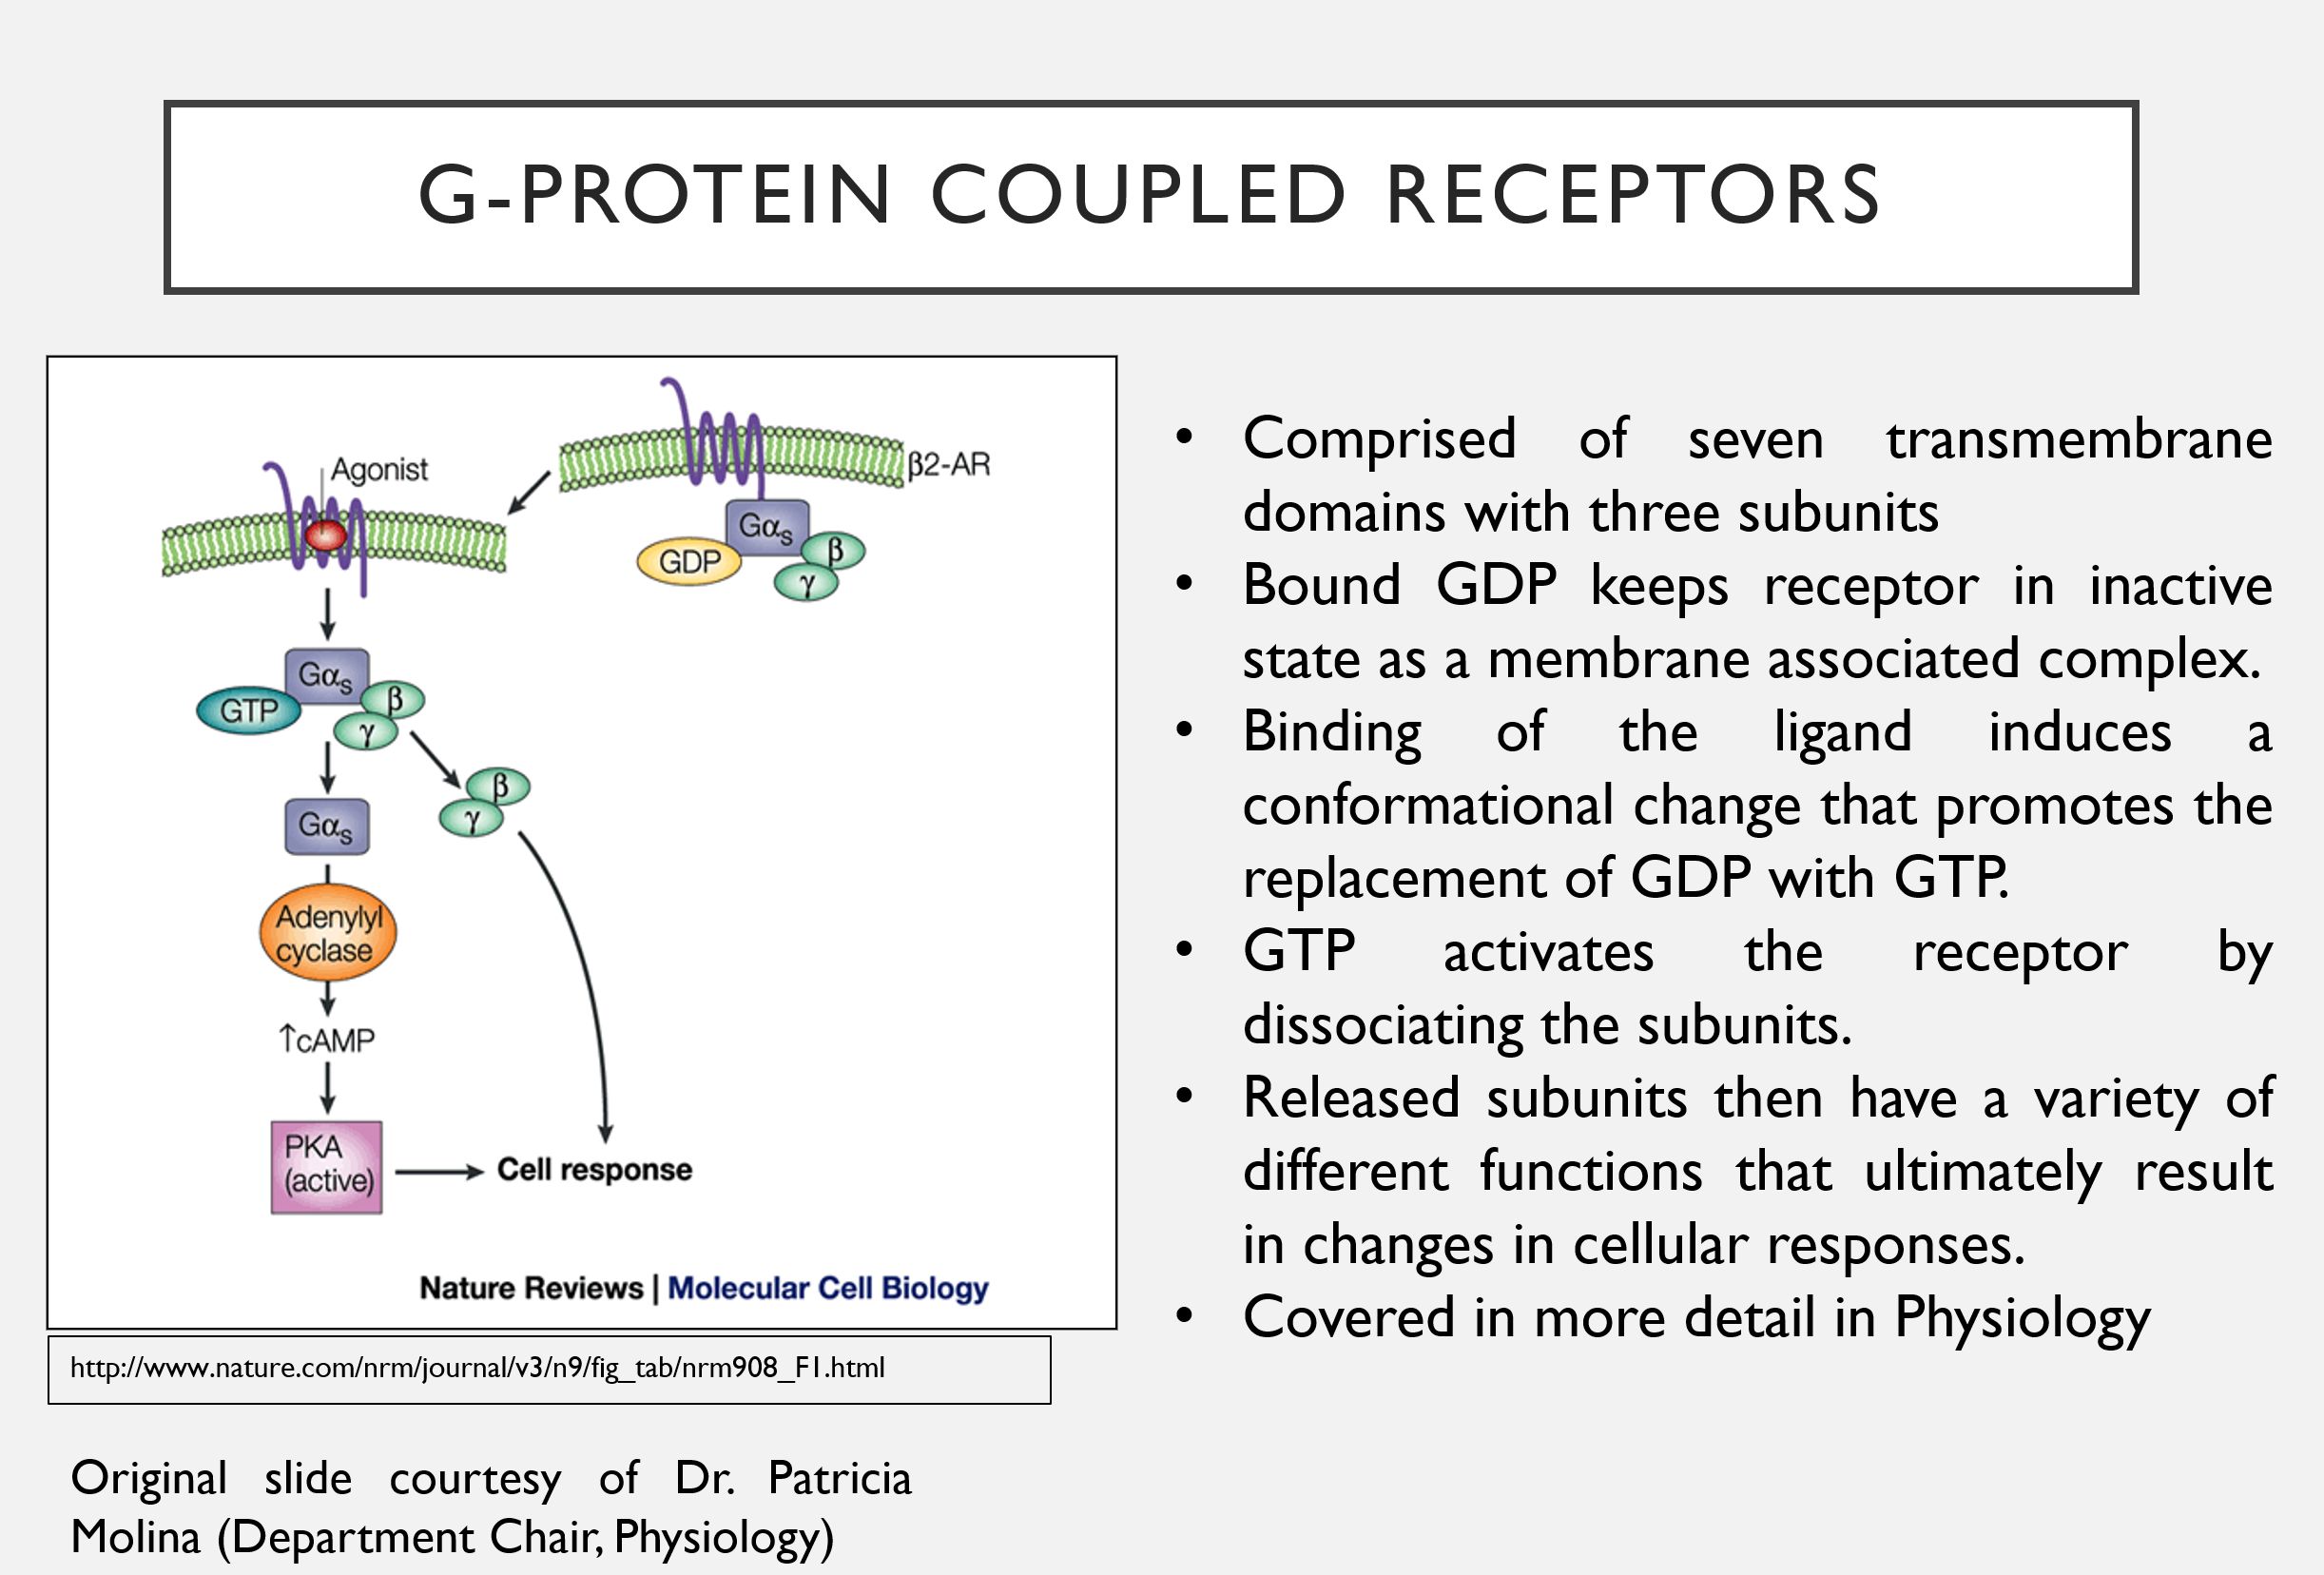 G-PROTEIN COUPLED RECEPTORS
Agonist
β2-AR
Gαs
GDP
β
γ
Gαs
GTP
β
γ
Gαs
β
γ
Adenylyl
cyclase
↑cAMP
PKA
(active)
Cell response
Nature Reviews | Molecular Cell Biology
http://www.nature.com/nrm/journal/v3/n9/fig_tab/nrm908_F1.html
Original slide courtesy of Dr. Patricia
Molina (Department Chair, Physiology)
• Comprised of seven transmembrane
domains with three subunits
• Bound GDP keeps receptor in inactive
state as a membrane associated complex.
• Binding of the ligand induces a
conformational change that promotes the
replacement of GDP with GTP.
• GTP activates the receptor by
dissociating the subunits.
• Released subunits then have a variety of
different functions that ultimately result
in changes in cellular responses.
• Covered in more detail in Physiology